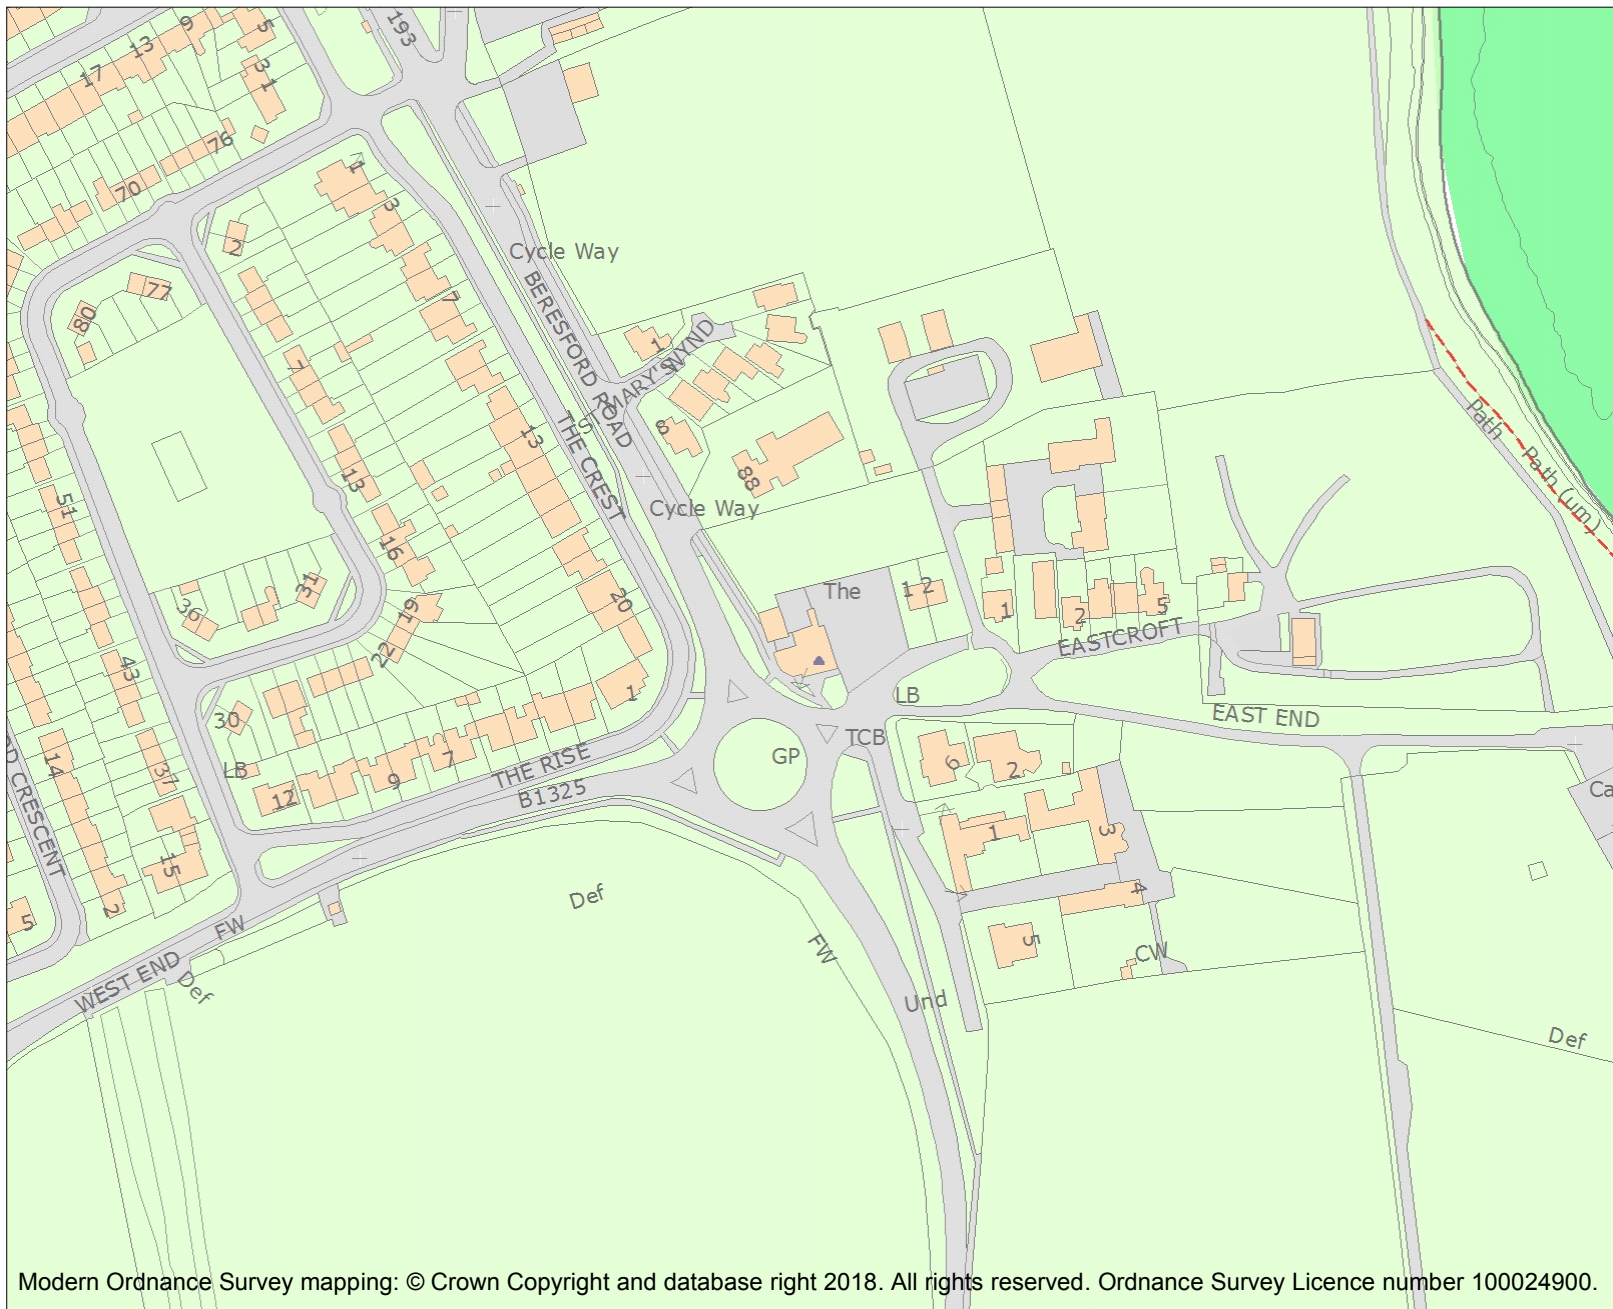 193
9
5
13
17
3
1
76
70
1
3
2
Cycle Way
77
80
7
BERESFORD ROAD
1
ST MARY'S WYND
7
THE CREST
13
8
88
Path
Path (um)
13
51
Cycle Way
16
31
36
19
20
The
1 2
1
2
5
EASTCROFT
22
43
1
LB
30
EAST END
TCB
GP
6
2
LB
14
37
9
7
THE RISE
B1325
12
Ca
1
3
15
RD CRESCENT
4
2
5
Def
FW
5
FW
CW
WEST END
Def
Und
Def
Modern Ordnance Survey mapping: © Crown Copyright and database right 2018. All rights reserved. Ordnance Survey Licence number 100024900.